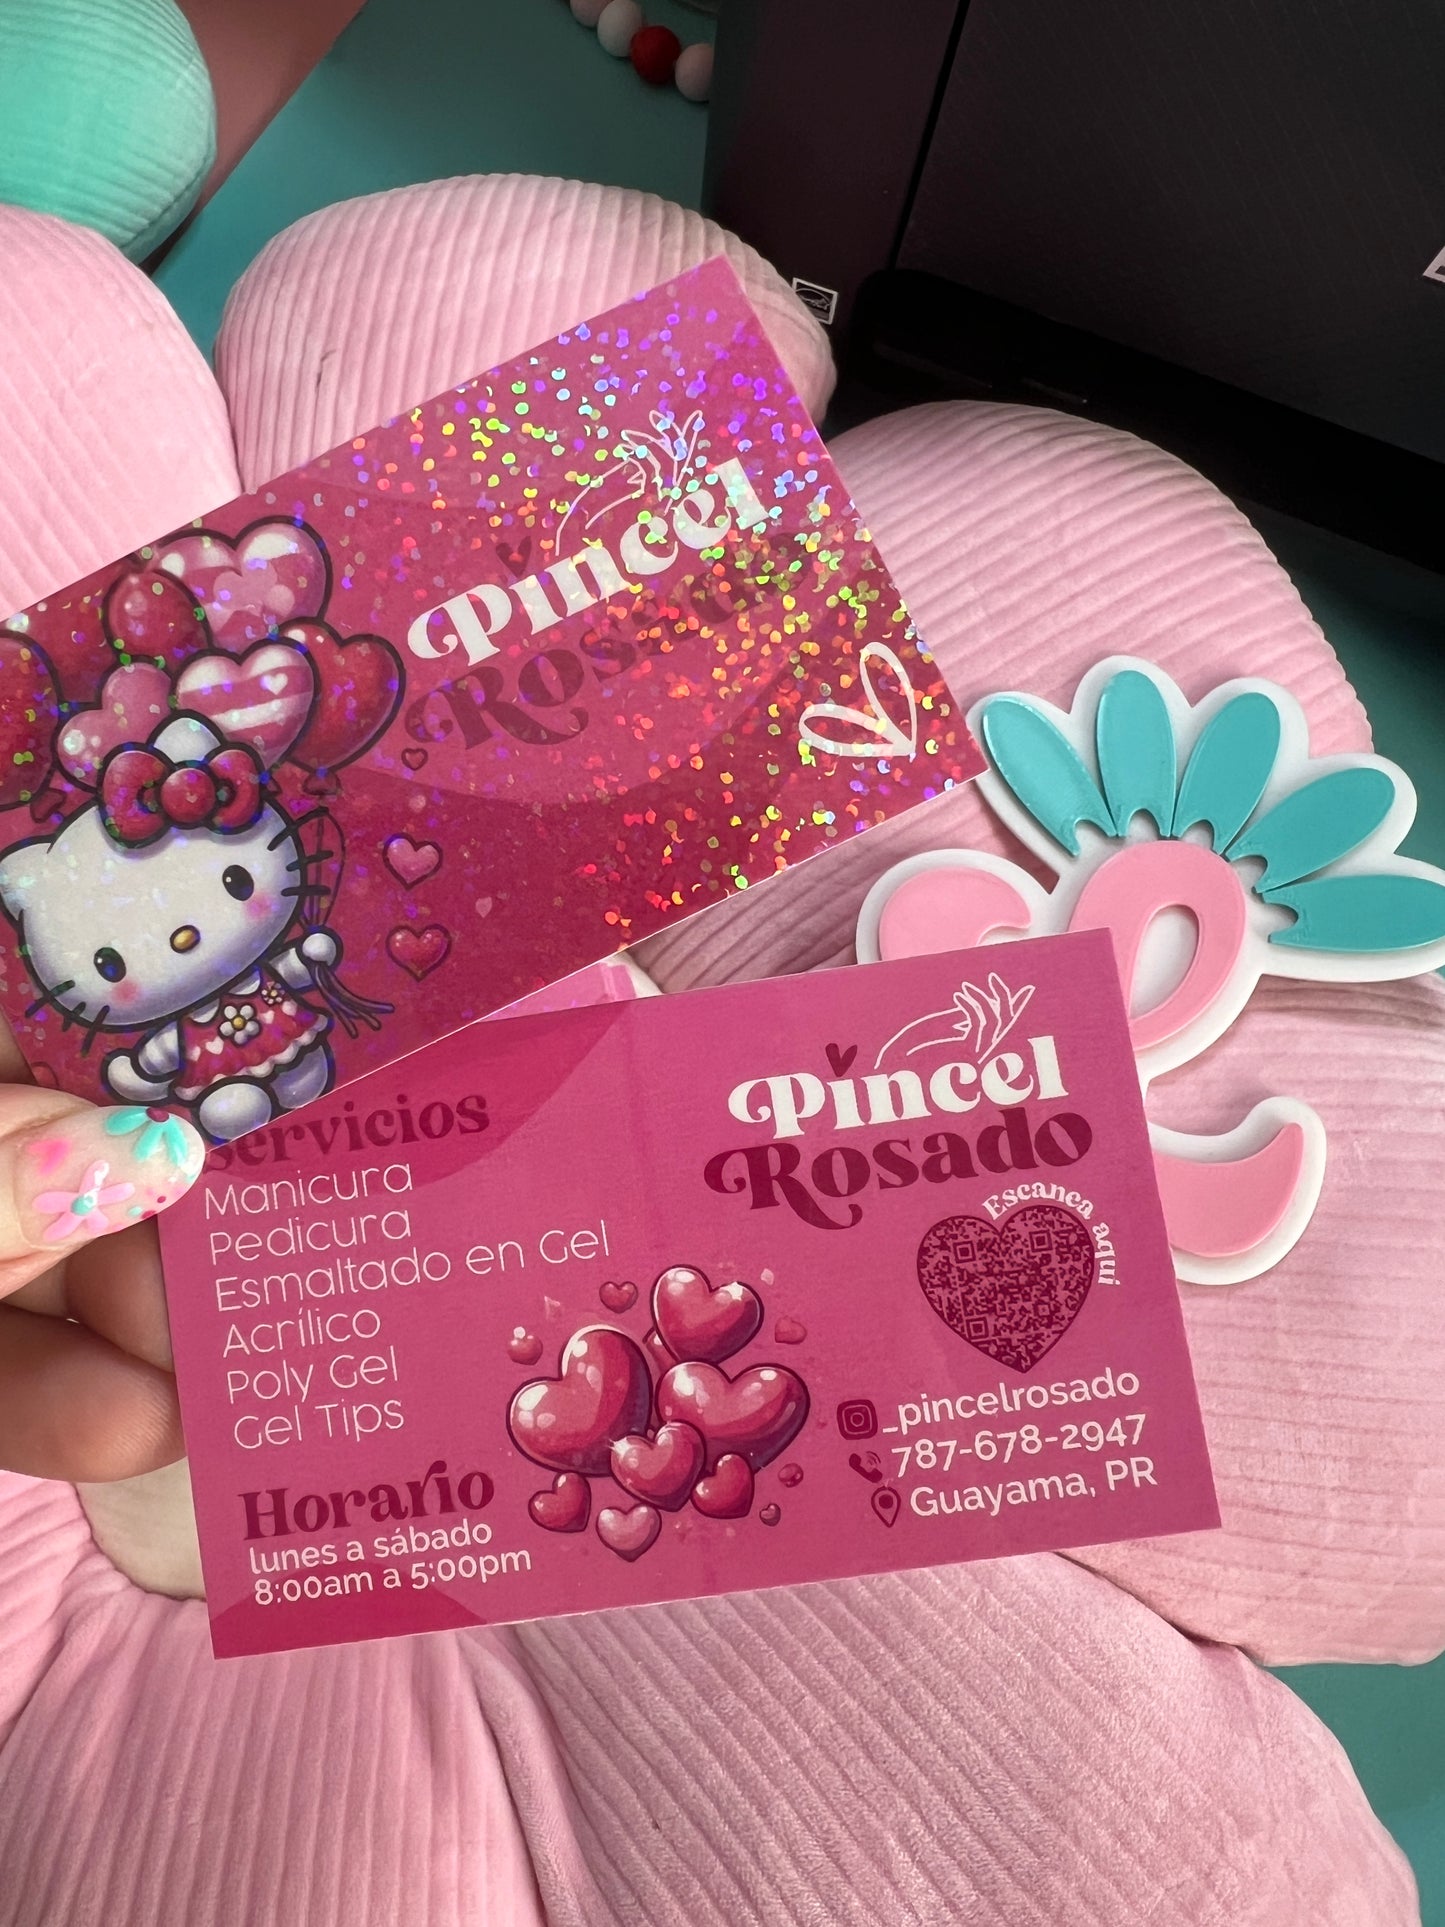 Pincel
Rosado
Servicios
Manicura
Pedicura
Esmaltado en Gel
Acrílico
Poly Gel
Gel Tips
Horario
lunes a sábado
8:00am a 5:00pm
Pincel
Rosado
Escanea aquí
_pincelrosado
787-678-2947
Guayama, PR